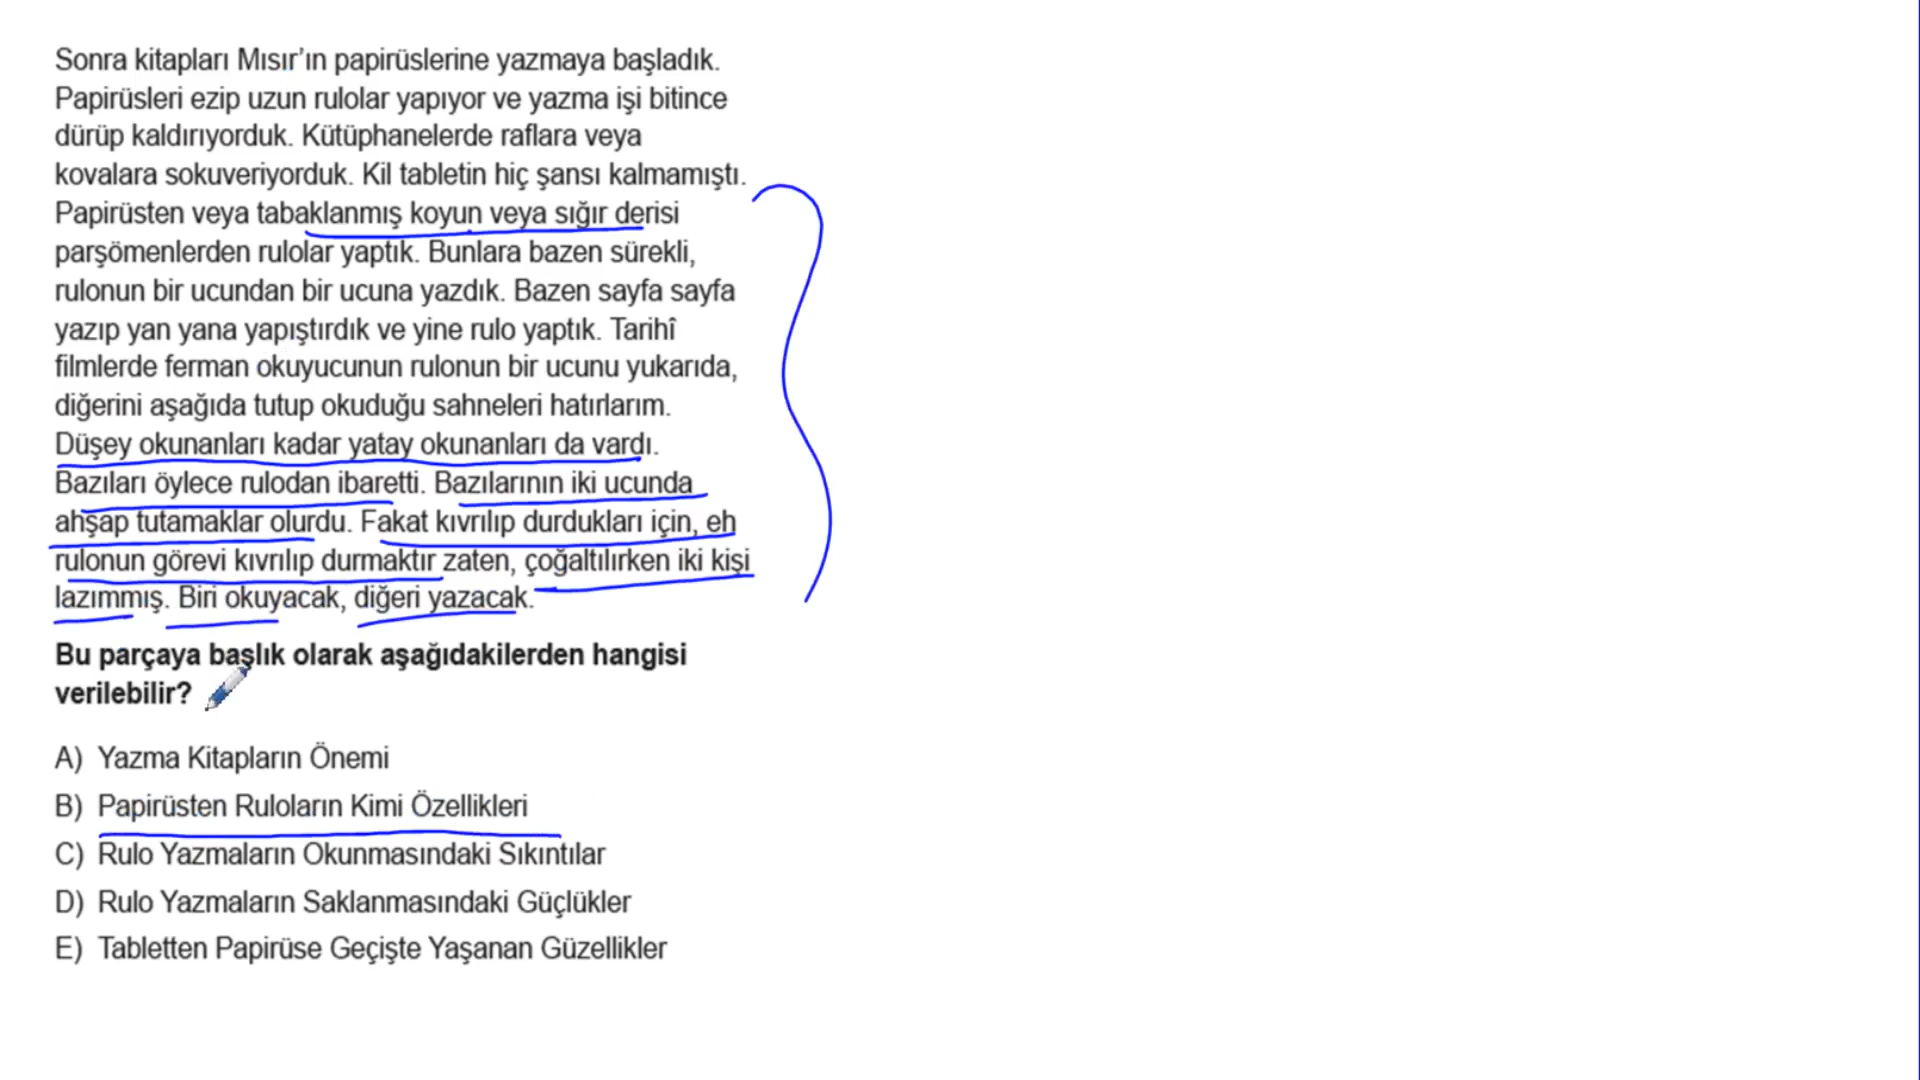 Sonra kitapları Mısır’ın papirüslerine yazmaya başladık.
Papirüsleri ezip uzun rulolar yapıyor ve yazma işi bitince
dürüp kaldırıyorduk. Kütüphanelerde raflara veya
kovalara sokuveriyorduk. Kil tabletin hiç şansı kalmamıştı.
Papirüsten veya tabaklanmış koyun veya sığır derisi
parşömenlerden rulolar yaptık. Bunlara bazen sürekli,
rulonun bir ucundan bir ucuna yazdık. Bazen sayfa sayfa
yazıp yan yana yapıştırdık ve yine rulo yaptık. Tarihî
filmlerde ferman okuyucunun rulonun bir ucunu yukarıda,
diğerini aşağıda tutup okuduğu sahneleri hatırlarım.
Düşey okunanları kadar yatay okunanları da vardı.
Bazıları öylece rulodan ibaretti. Bazılarının iki ucunda
ahşap tutamaklar olurdu. Fakat kıvrılıp durdukları için, eh
rulonun görevi kıvrılıp durmaktır zaten, çoğaltılırken iki kişi
lazımmış. Biri okuyacak, diğeri yazacak.
Bu parçaya başlık olarak aşağıdakilerden hangisi
verilebilir?
A) Yazma Kitapların Önemi
B) Papirüsten Ruloların Kimi Özellikleri
C) Rulo Yazmaların Okunmasındaki Sıkıntılar
D) Rulo Yazmaların Saklanmasındaki Güçlükler
E) Tabletten Papirüse Geçişte Yaşanan Güzellikler